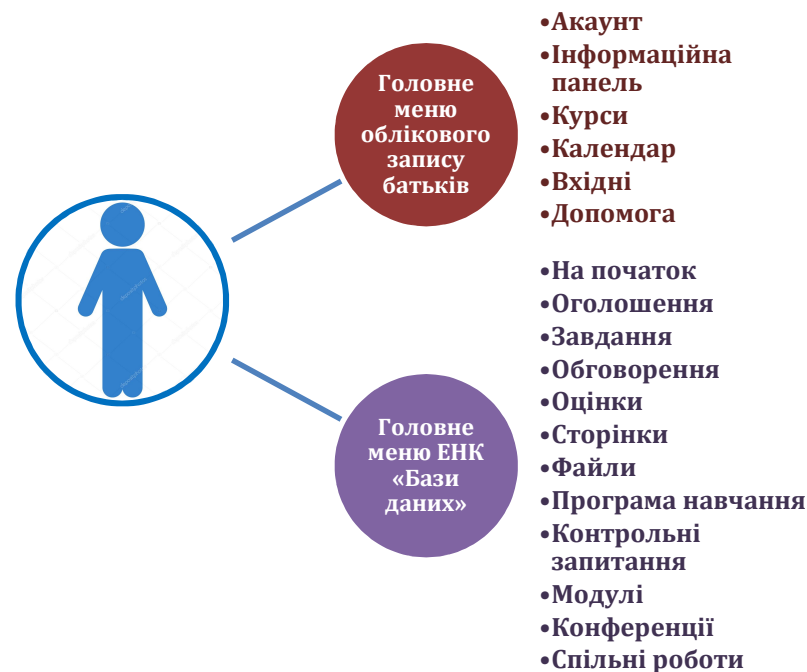 Головне
меню
облікового
запису
батьків
•Акаунт
•Інформаційна
панель
•Курси
•Календар
•Вхідні
•Допомога
Головне
меню ЕНК
«Бази
даних»
•На початок
•Оголошення
•Завдання
•Обговорення
•Оцінки
•Сторінки
•Файли
•Програма навчання
•Контрольні
запитання
•Модулі
•Конференції
•Спільні роботи